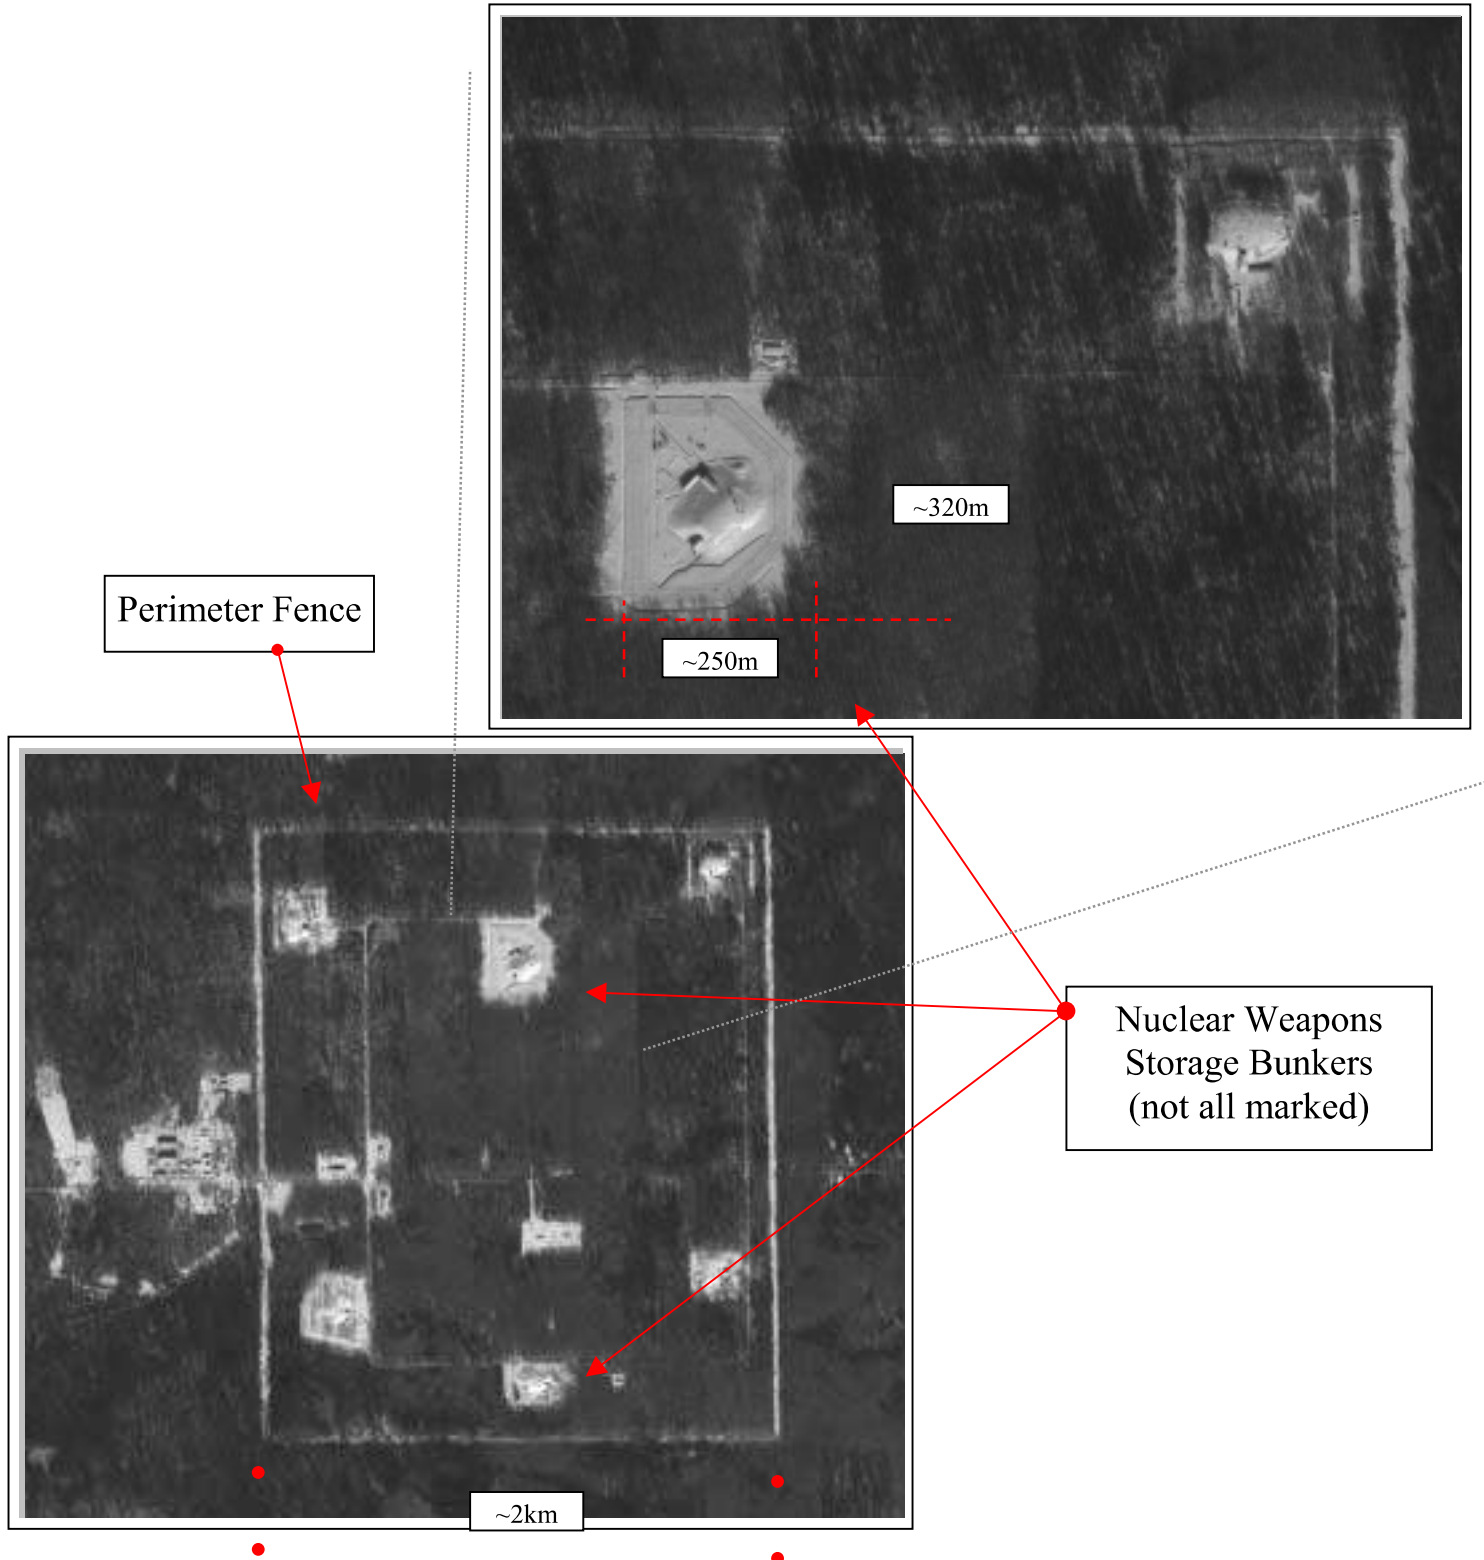 ~320m
Perimeter Fence
~250m
Nuclear Weapons
Storage Bunkers
(not all marked)
~2km